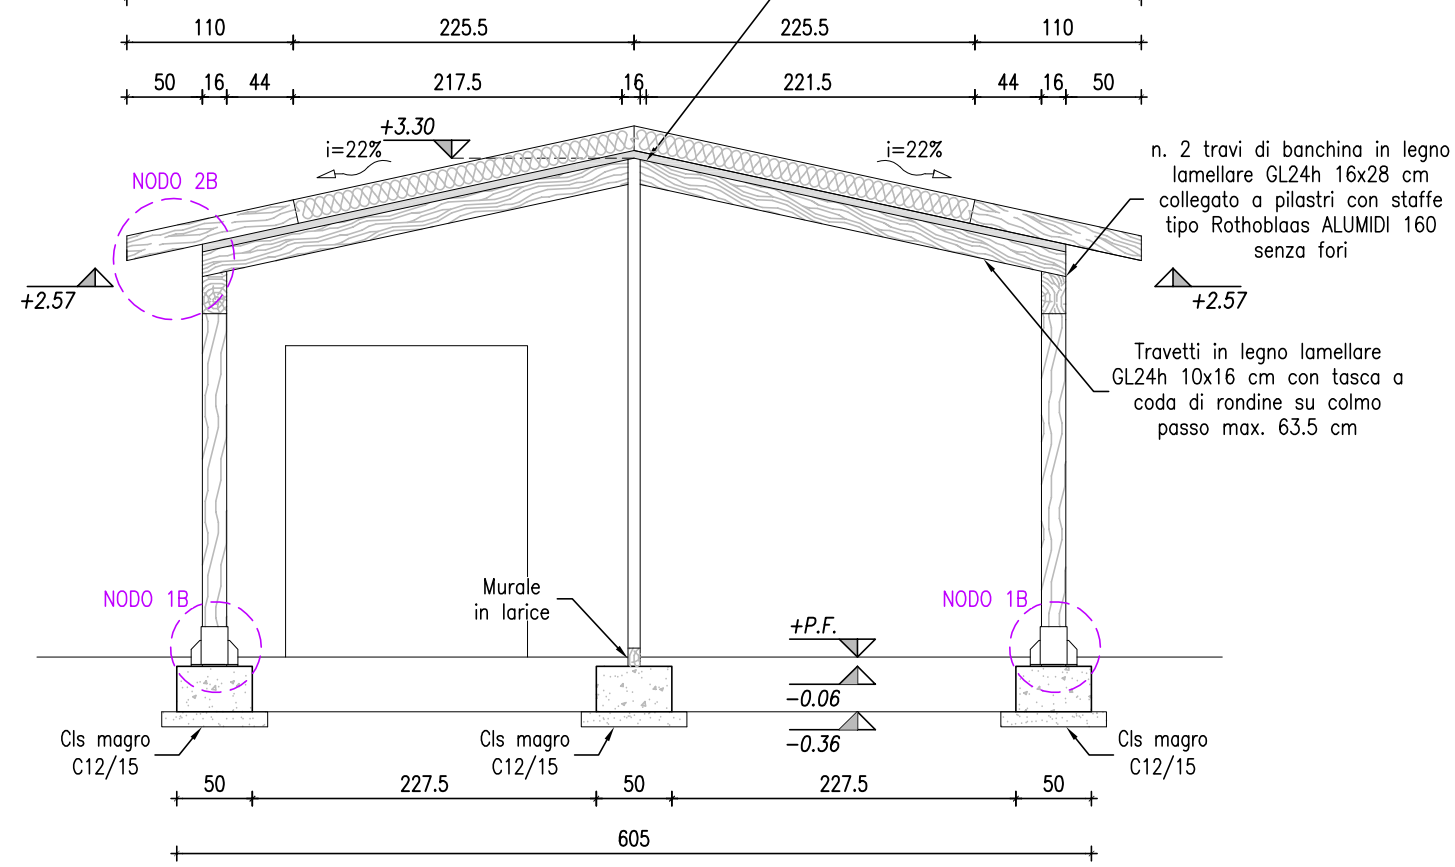 110
225.5
225.5
110
50
16
44
217.5
16
221.5
44
16
50
+3.30
i=22%
i=22%
NODO 2B
n. 2 travi di banchina in legno
lamellare GL24h 16x28 cm
collegato a pilastri con staffe
tipo Rothoblaas ALUMIDI 160
senza fori
+2.57
+2.57
Travetti in legno lamellare
GL24h 10x16 cm con tasca a
coda di rondine su colmo
passo max. 63.5 cm
NODO 1B
Murale
in larice
NODO 1B
+P.F.
-0.06
-0.36
Cls magro
C12/15
Cls magro
C12/15
Cls magro
C12/15
50
227.5
50
227.5
50
605